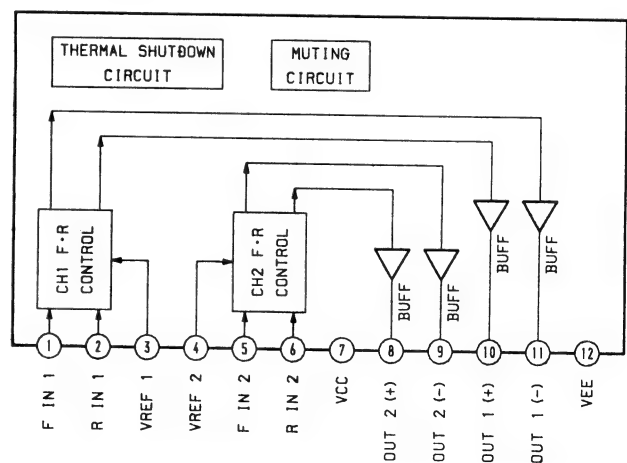 THERMAL SHUTDOWN
CIRCUIT
MUTING
CIRCUIT
CH1 F·R
CONTROL
CH2 F·R
CONTROL
BUFF
BUFF
BUFF
BUFF
1
2
3
4
5
6
7
8
9
10
11
12
F IN 1
R IN 1
VREF 1
VREF 2
F IN 2
R IN 2
VCC
OUT 2 (+)
OUT 2 (-)
OUT 1 (+)
OUT 1 (-)
VEE